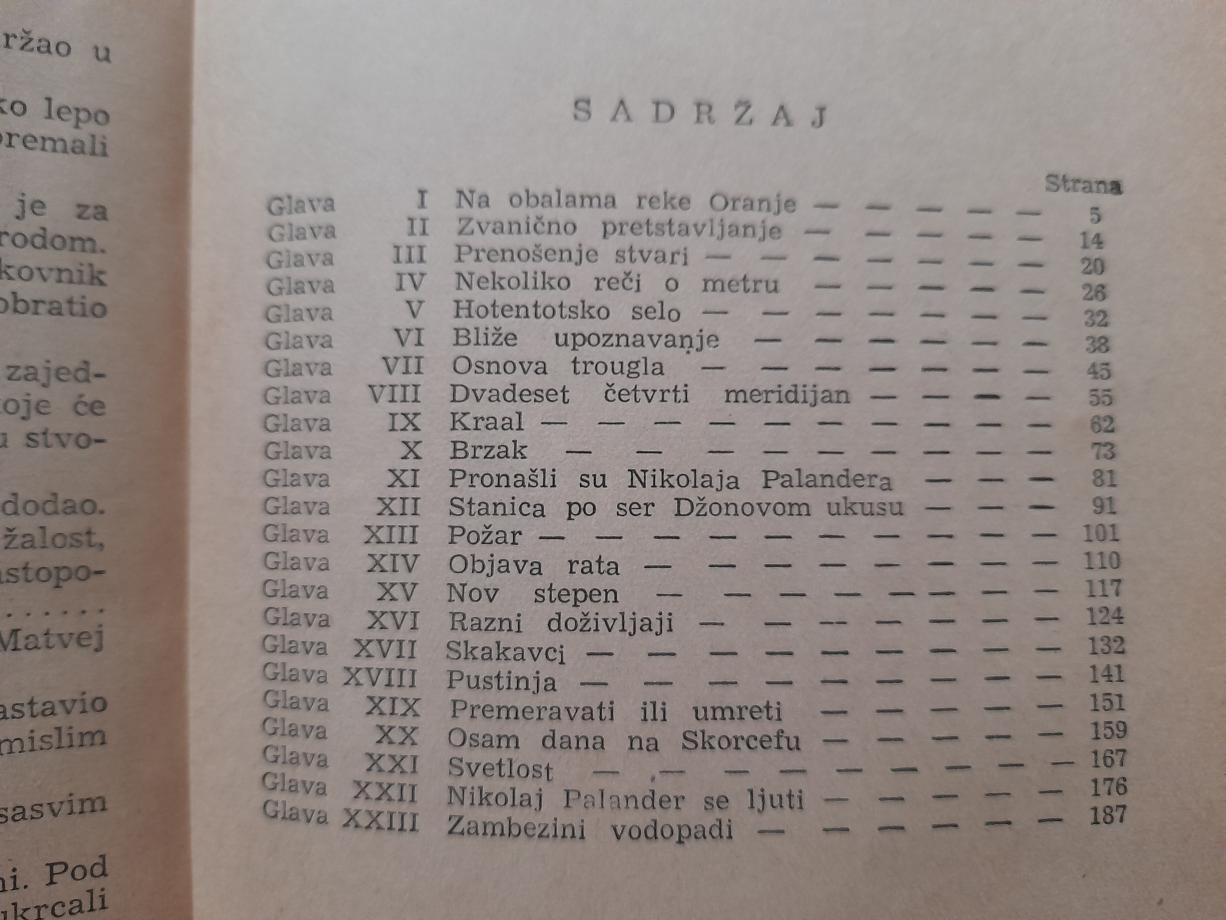 ržao u
ko lepo
premali
je za
rodom.
kovnik
obratio
zajed-
koje će
u stvo-
dodao.
žalost,
astopo-
. . . . . .
Matvej
astavio
mislim
sasvim
ni. Pod
ukrcali
SADRŽAJ
Strana
Glava I Na obalama reke Oranje — — — — — 5
Glava II Zvanično pretstavljanje — — — — — 14
Glava III Prenošenje stvari — — — — — — 20
Glava IV Nekoliko reči o metru — — — — — 26
Glava V Hotentotsko selo — — — — — — 32
Glava VI Bliže upoznavanje — — — — — 38
Glava VII Osnova trougla — — — — — — 45
Glava VIII Dvadeset četvrti meridijan — — — — 55
Glava IX Kraal — — — — — — — — 62
Glava X Brzak — — — — — — — 73
Glava XI Pronašli su Nikolaja Palandera — — — 81
Glava XII Stanica po ser Džonovom ukusu — — — 91
Glava XIII Požar — — — — — — — — 101
Glava XIV Objava rata — — — — — — — 110
Glava XV Nov stepen — — — — — — — 117
Glava XVI Razni doživljaji — — — — — — 124
Glava XVII Skakavci — — — — — — — — 132
Glava XVIII Pustinja — — — — — — — — 141
Glava XIX Premeravati ili umreti — — — — — 151
Glava XX Osam dana na Skorcefu — — — — — 159
Glava XXI Svetlost — — — — — — — — 167
Glava XXII Nikolaj Palander se ljuti — — — — — 176
Glava XXIII Zambezini vodopadi — — — — — — 187